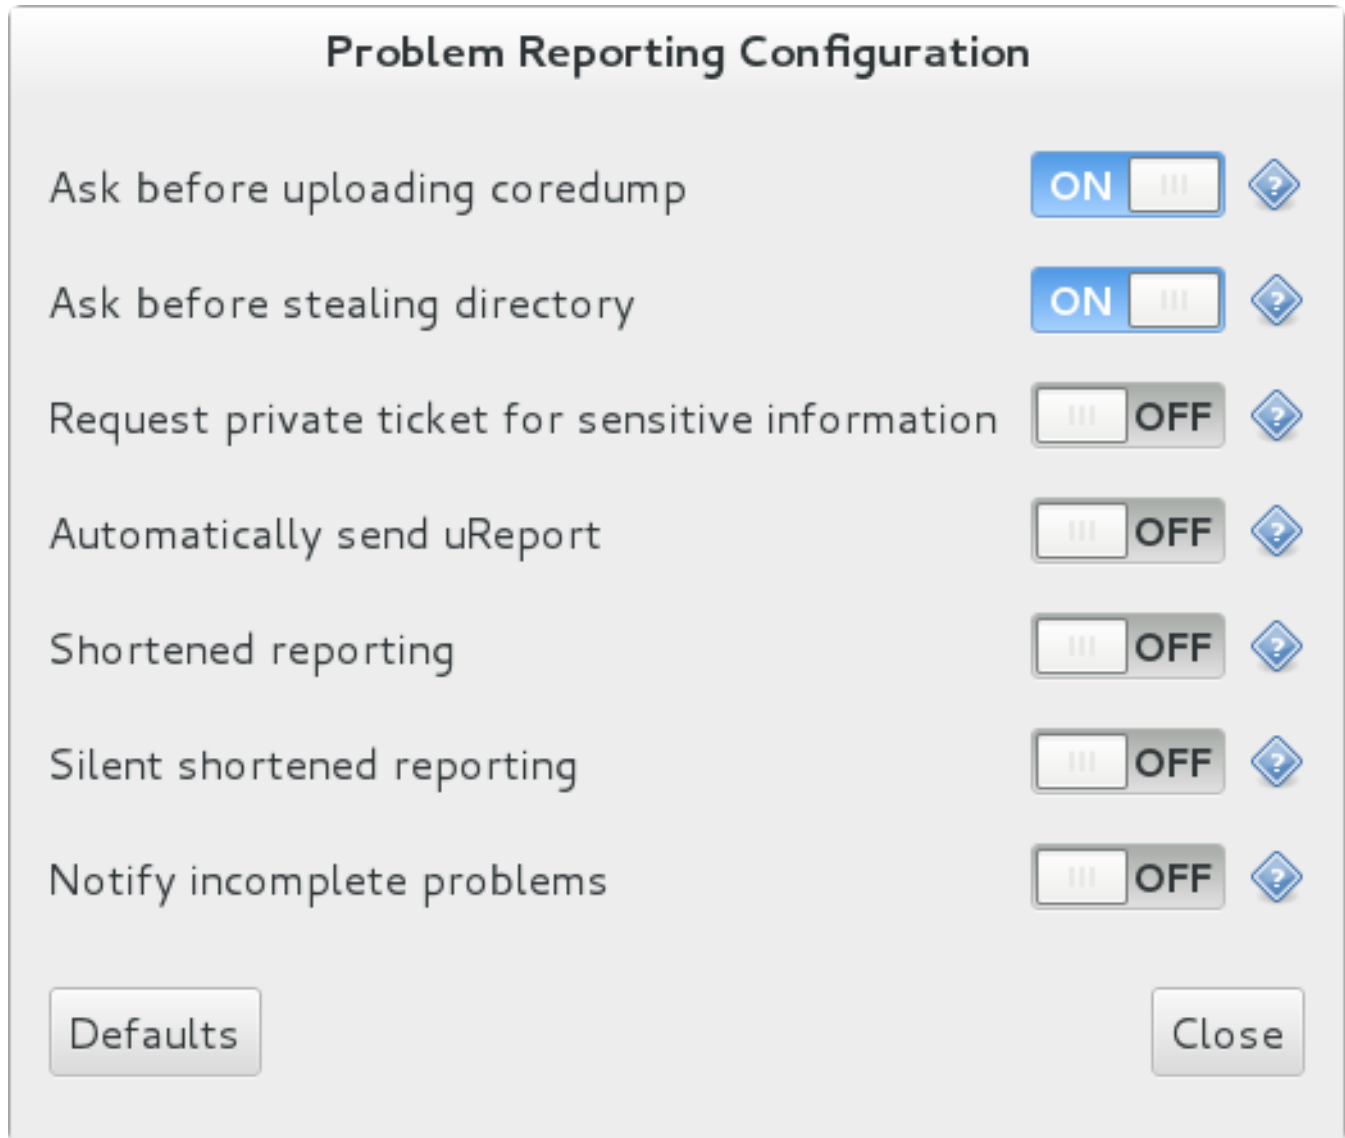 Problem Reporting Configuration
Ask before uploading coredump ON ?
Ask before stealing directory ON ?
Request private ticket for sensitive information OFF ?
Automatically send uReport OFF ?
Shortened reporting OFF ?
Silent shortened reporting OFF ?
Notify incomplete problems OFF ?
Defaults Close